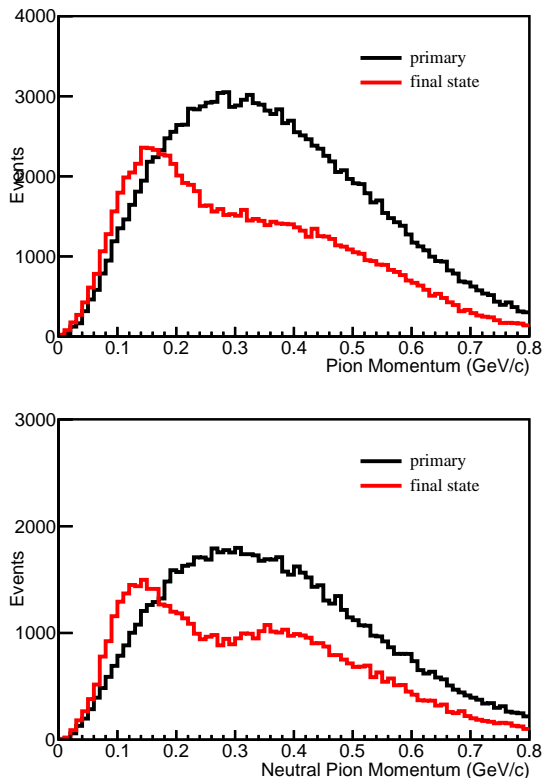 4000
3000
2000
1000
0
Events
primary
final state
0 0.1 0.2 0.3 0.4 0.5 0.6 0.7 0.8
Pion Momentum (GeV/c)
3000
2000
1000
0
Events
primary
final state
0 0.1 0.2 0.3 0.4 0.5 0.6 0.7 0.8
Neutral Pion Momentum (GeV/c)